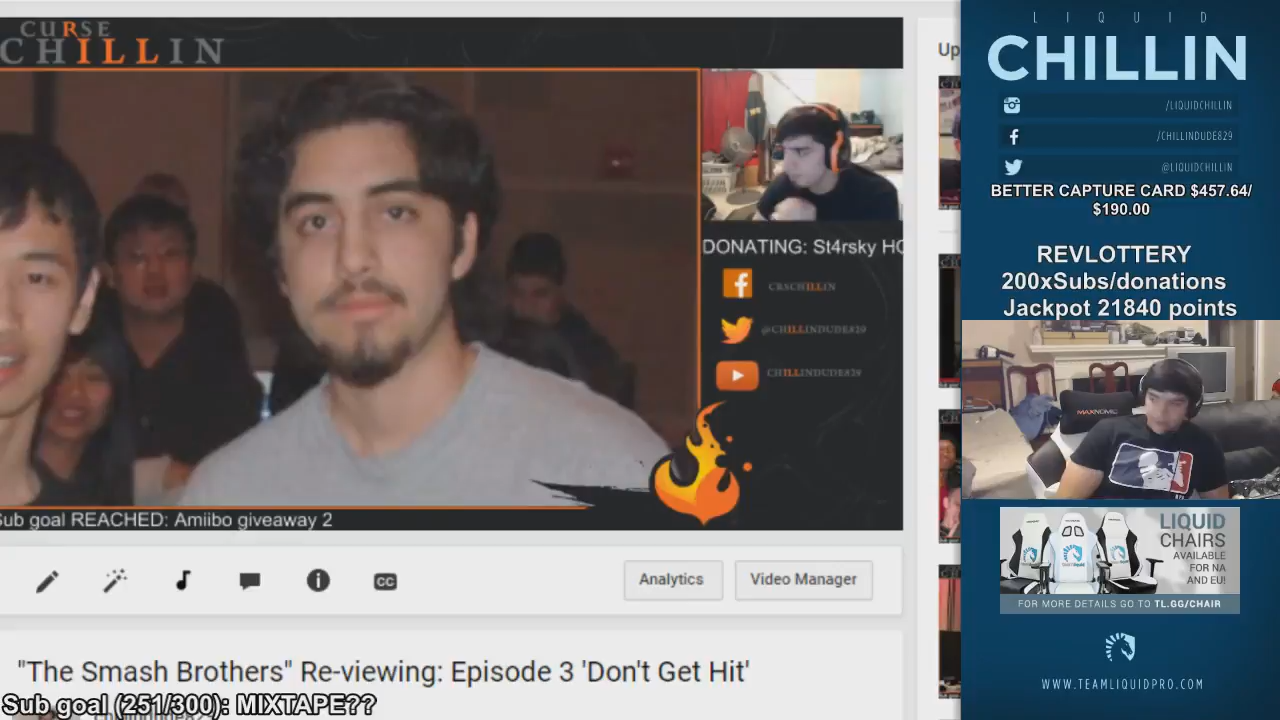 CURSE
CHILLIN
DONATING: St4rsky HO
CRSCHILLIN
@CHILLINDUDE829
CHILLINDUDE829
Sub goal REACHED: Amiibo giveaway 2
Analytics
Video Manager
CC
"The Smash Brothers" Re-viewing: Episode 3 'Don't Get Hit'
Sub goal (251/300): MIXTAPE??
Up
LIQUID
CHILLIN
/LIQUIDCHILLIN
/CHILLINDUDE829
@LIQUIDCHILLIN
BETTER CAPTURE CARD $457.64/
$190.00
REVLOTTERY
200xSubs/donations
Jackpot 21840 points
MAXNOMIC
LIQUID
CHAIRS
AVAILABLE
FOR NA
AND EU!
FOR MORE DETAILS GO TO TL.GG/CHAIR
WWW.TEAMLIQUIDPRO.COM